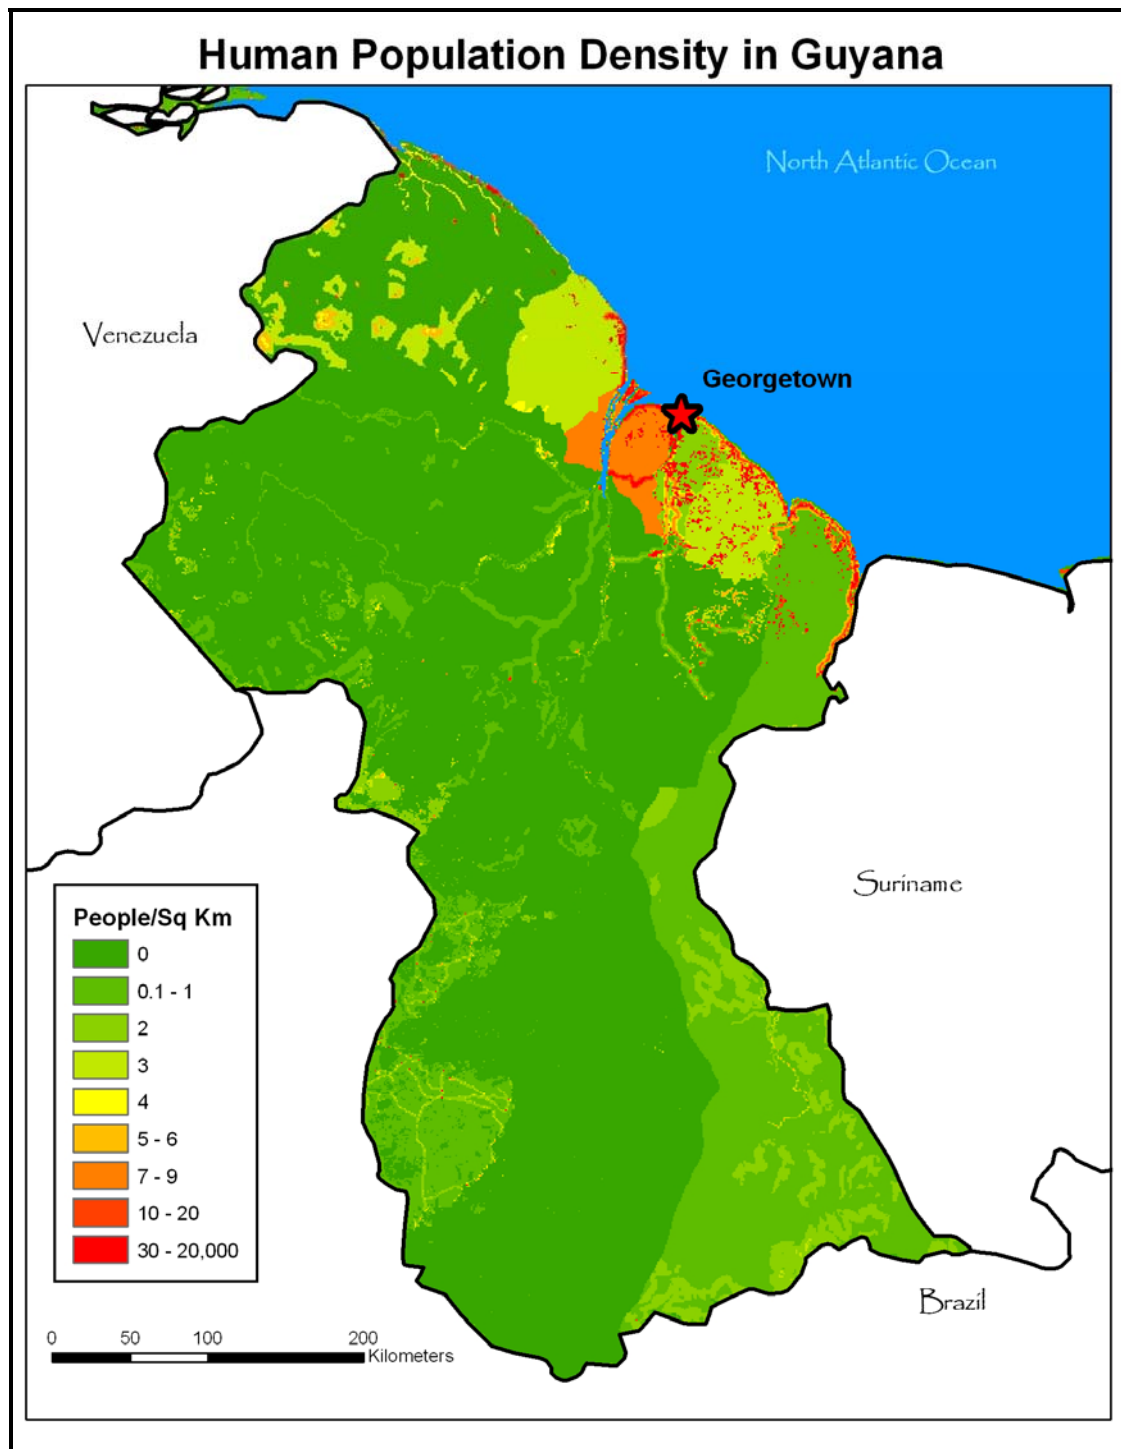 Human Population Density in Guyana
North Atlantic Ocean
Venezuela
Georgetown
Suriname
People/Sq Km
0
0.1 - 1
2
3
4
5 - 6
7 - 9
10 - 20
30 - 20,000
Brazil
0 50 100 200
Kilometers